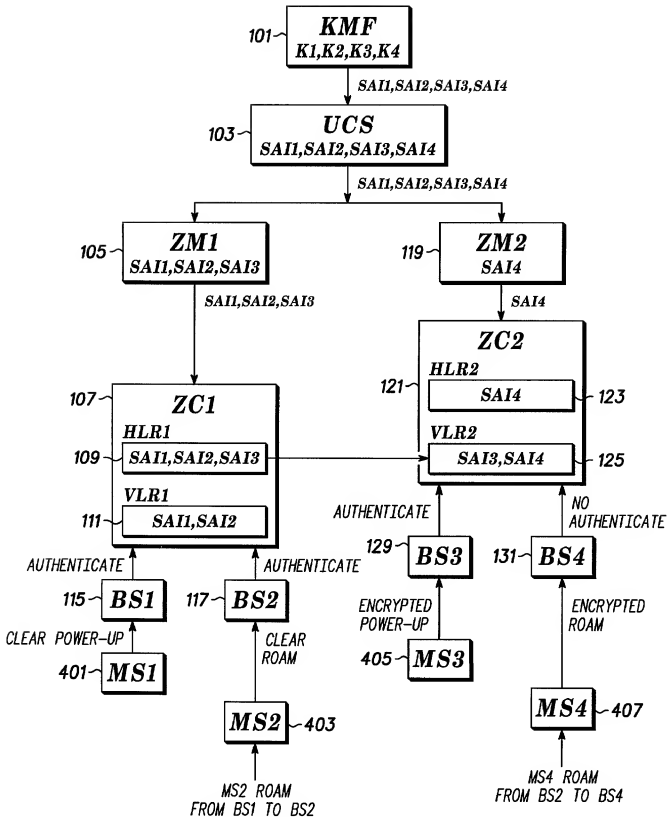 101
KMF
K1,K2,K3,K4
SAI1,SAI2,SAI3,SAI4
103
UCS
SAI1,SAI2,SAI3,SAI4
SAI1,SAI2,SAI3,SAI4
105
ZM1
SAI1,SAI2,SAI3
119
ZM2
SAI4
SAI1,SAI2,SAI3
SAI4
121
ZC2
HLR2
SAI4
123
VLR2
SAI3,SAI4
125
107
ZC1
HLR1
109
SAI1,SAI2,SAI3
VLR1
111
SAI1,SAI2
AUTHENTICATE
AUTHENTICATE
AUTHENTICATE
NO
AUTHENTICATE
115
BS1
117
BS2
129
BS3
131
BS4
CLEAR POWER-UP
CLEAR
ROAM
ENCRYPTED
POWER-UP
ENCRYPTED
ROAM
401
MS1
405
MS3
MS2
403
MS4
407
MS2 ROAM
FROM BS1 TO BS2
MS4 ROAM
FROM BS2 TO BS4